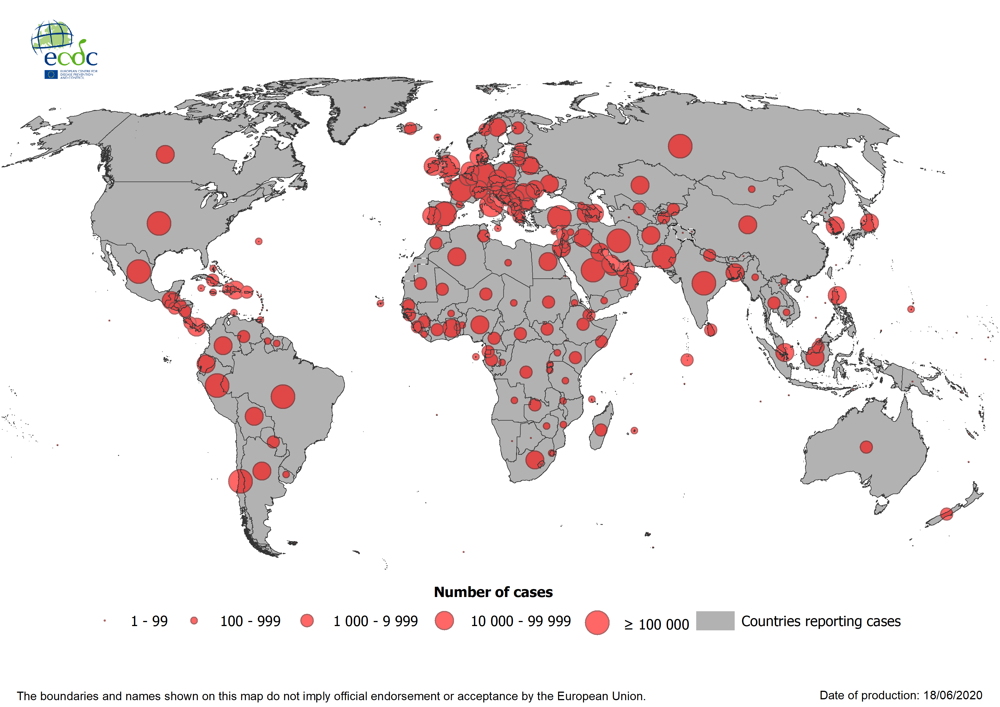 ecdc
EUROPEAN CENTRE FOR
DISEASE PREVENTION
AND CONTROL
Number of cases
1 - 99
100 - 999
1 000 - 9 999
10 000 - 99 999
≥ 100 000
Countries reporting cases
The boundaries and names shown on this map do not imply official endorsement or acceptance by the European Union.
Date of production: 18/06/2020